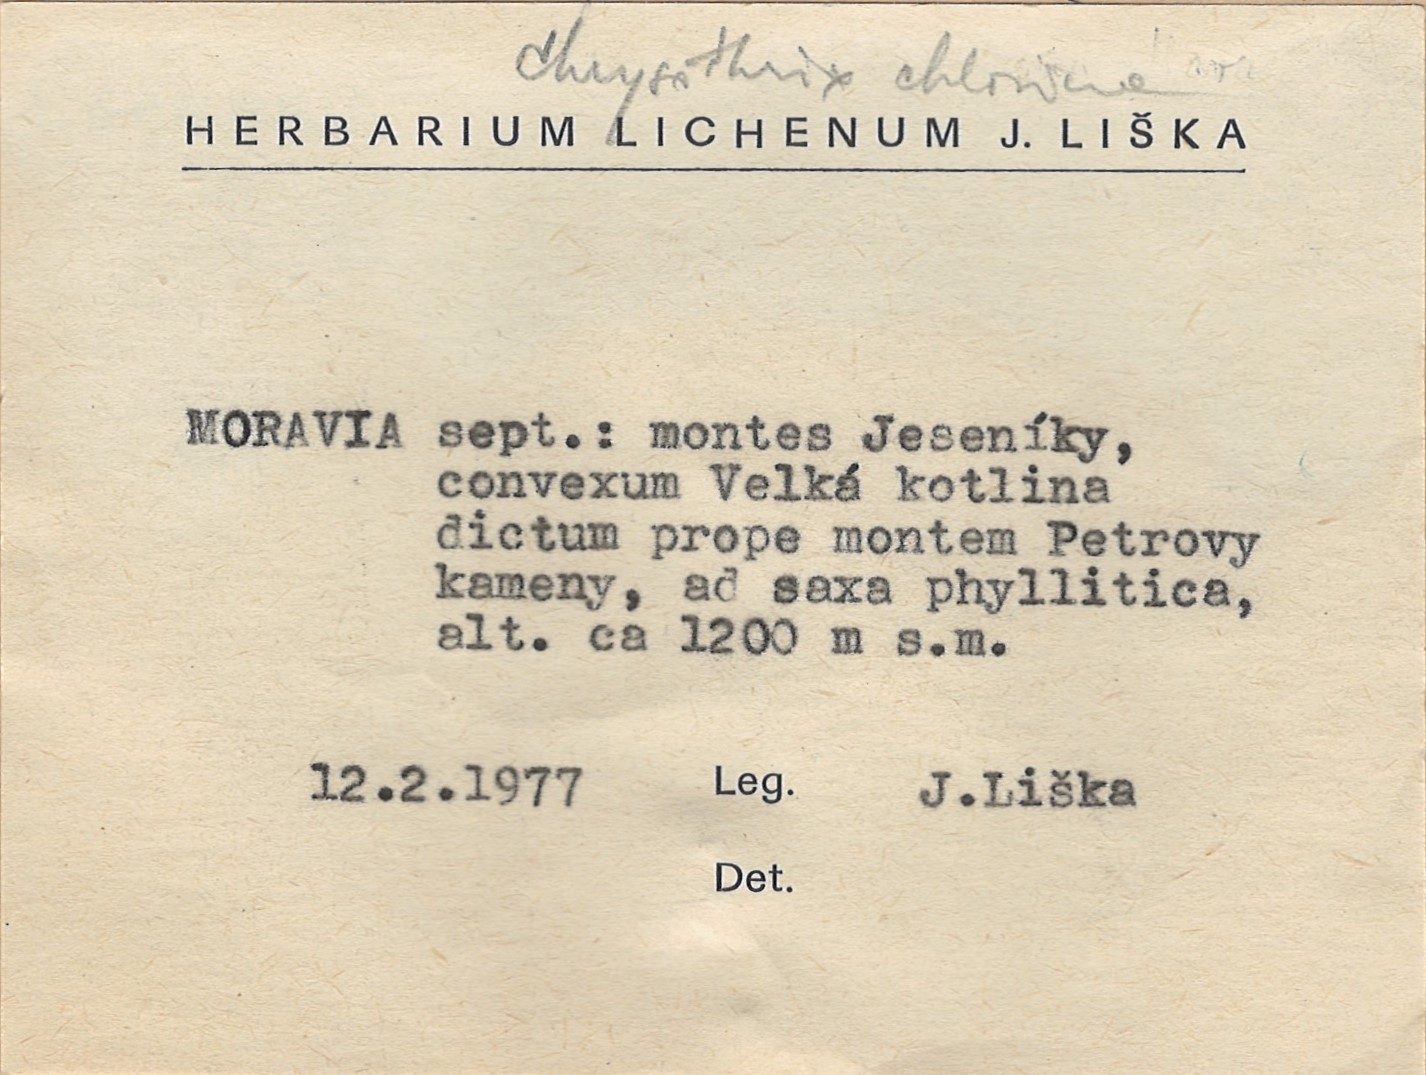 Chrysothrix chlorina
HERBARIUM LICHENUM J. LIŠKA
MORAVIA sept.: montes Jeseníky,
convexum Velká kotlina
dictum prope montem Petrovy
kameny, ad saxa phyllitica,
alt. ca 1200 m s.m.
12.2.1977 Leg. J.Liška
Det.